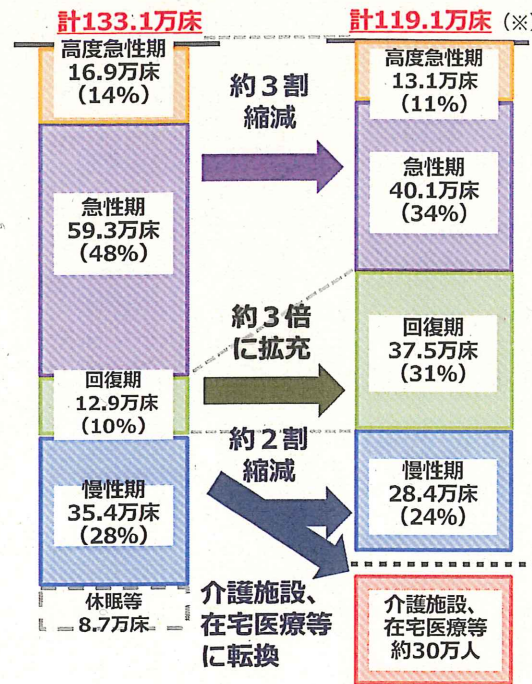 計133.1万床
高度急性期
16.9万床
(14%)
急性期
59.3万床
(48%)
回復期
12.9万床
(10%)
慢性期
35.4万床
(28%)
休眠等
8.7万床
約3割
縮減
約3倍
に拡充
約2割
縮減
介護施設、
在宅医療等
に転換
計119.1万床 (※)
高度急性期
13.1万床
(11%)
急性期
40.1万床
(34%)
回復期
37.5万床
(31%)
慢性期
28.4万床
(24%)
介護施設、
在宅医療等
約30万人